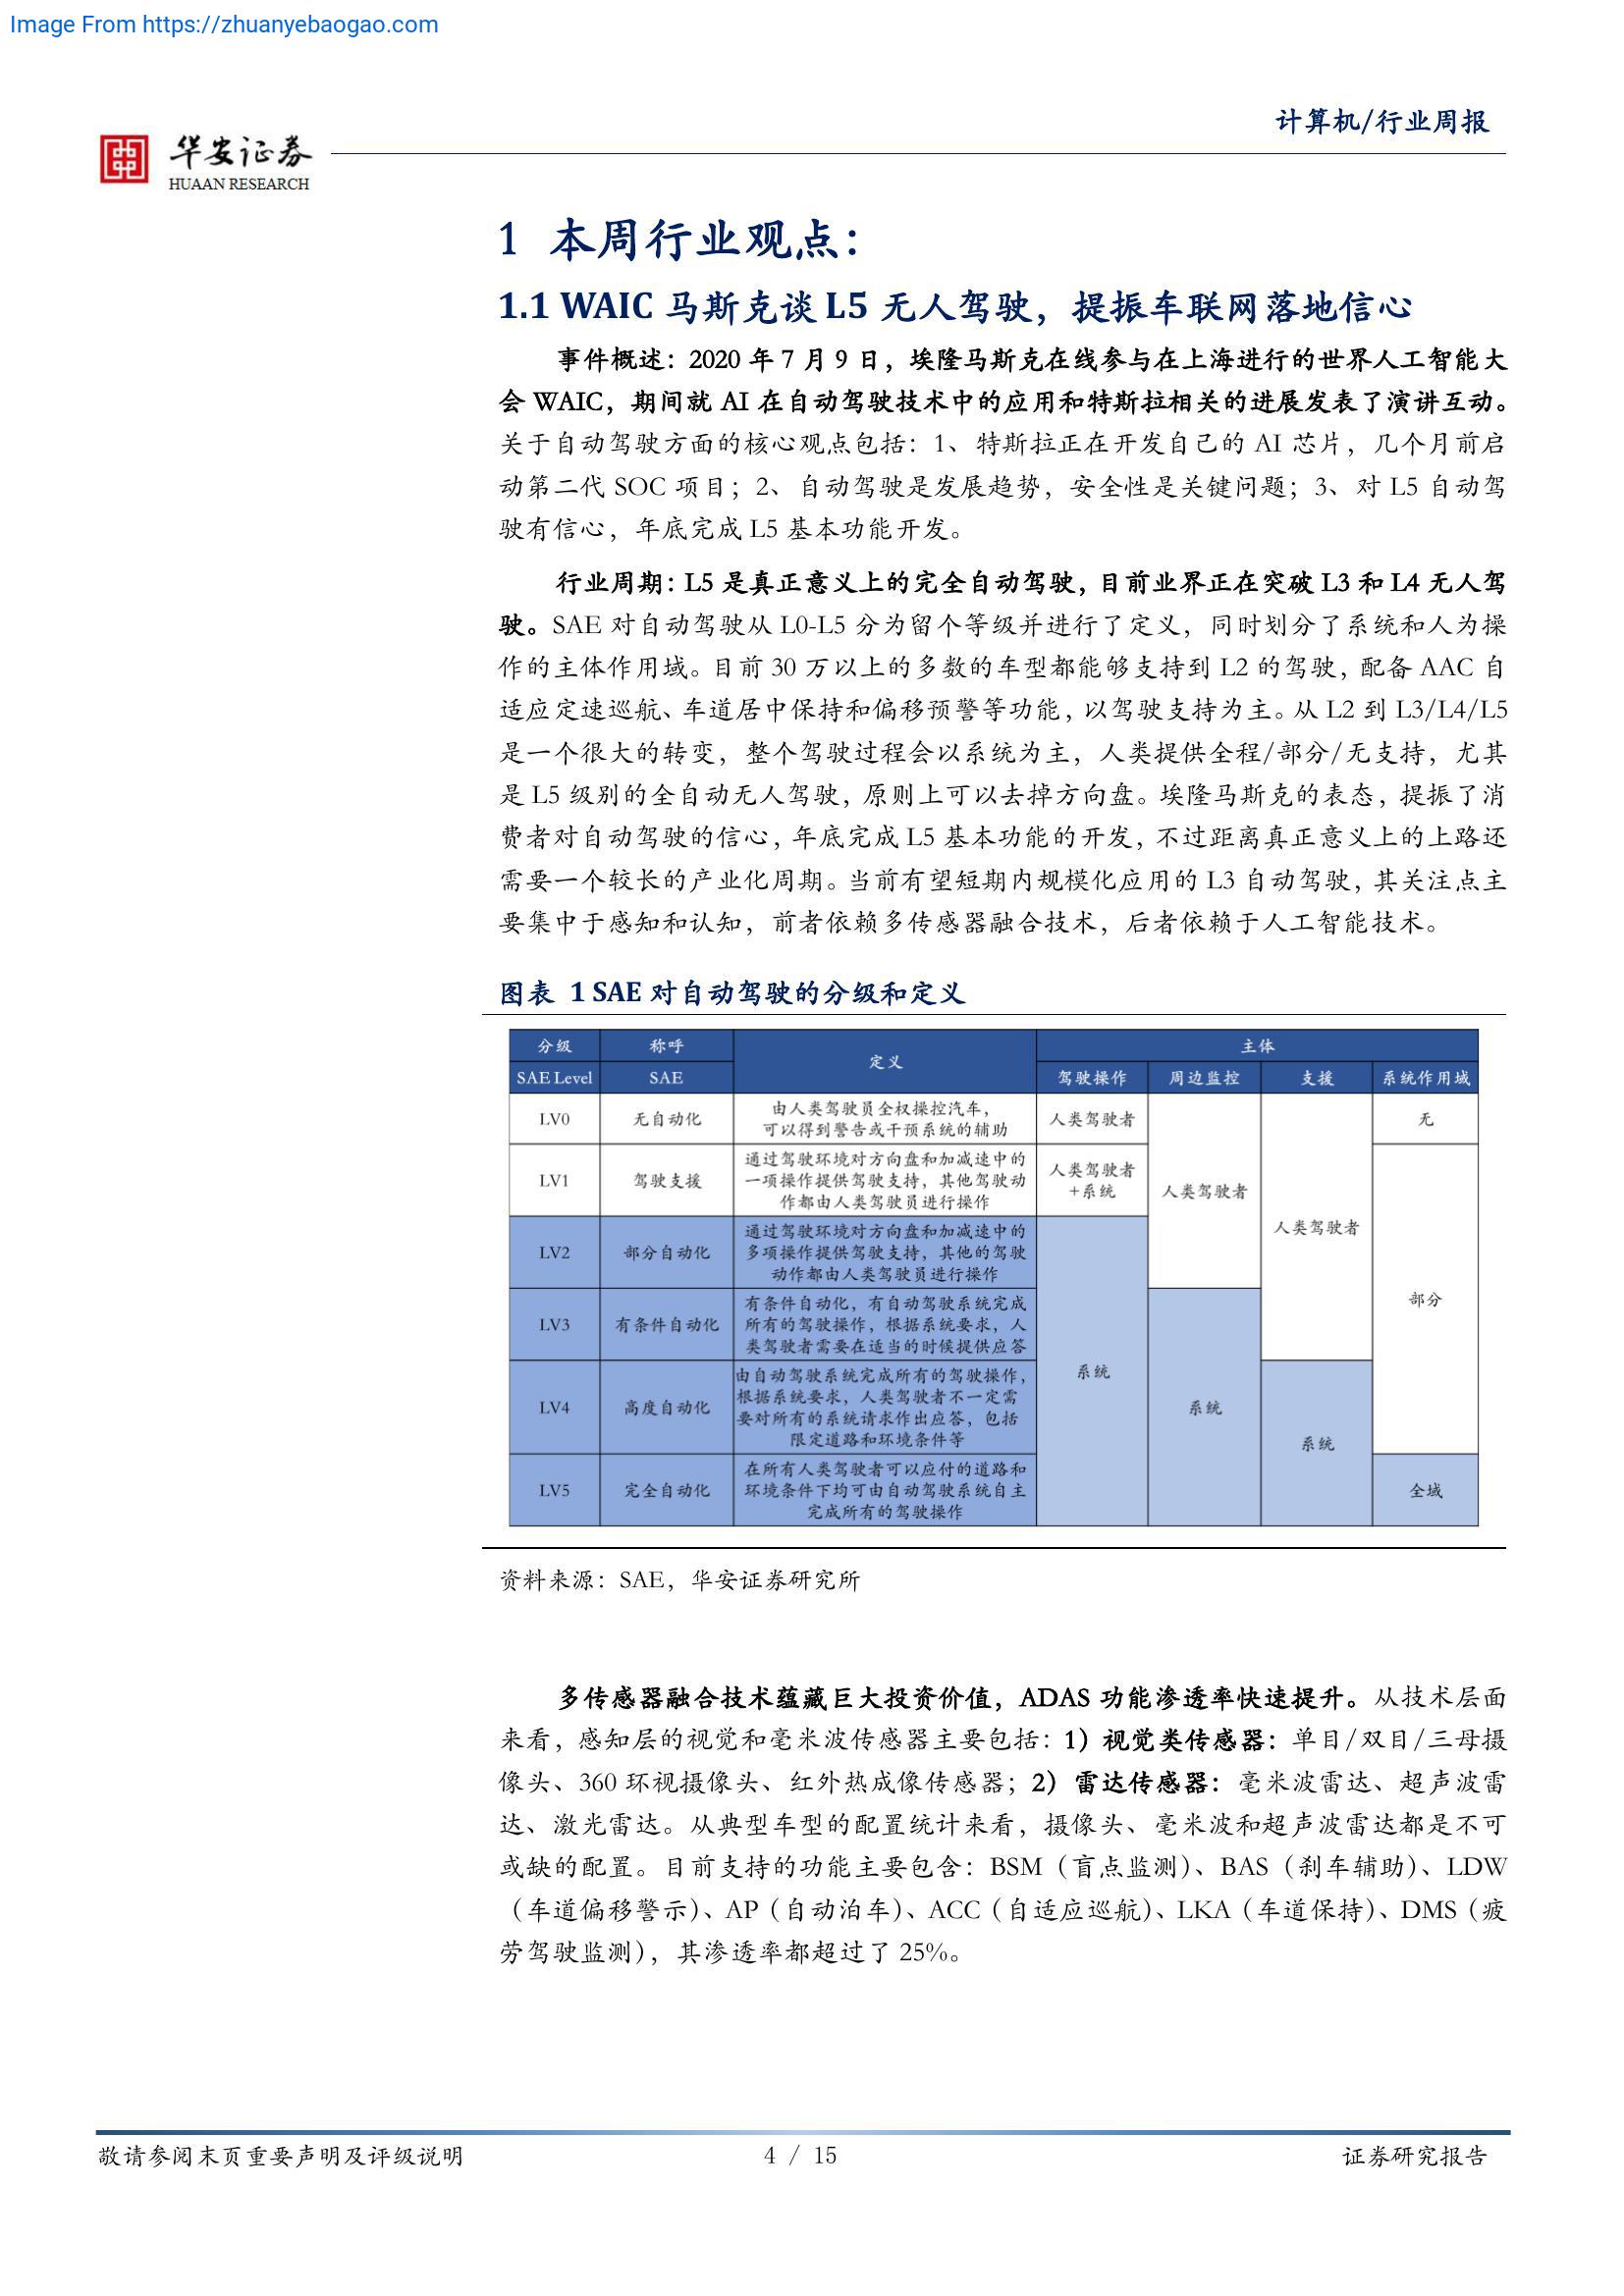 Image From https://zhuanyebaogao.com
计算机/行业周报
华安证券
HUAAN RESEARCH
1 本周行业观点：
1.1 WAIC 马斯克谈 L5 无人驾驶，提振车联网落地信心
事件概述：2020 年 7 月 9 日，埃隆马斯克在线参与在上海进行的世界人工智能大
会 WAIC，期间就 AI 在自动驾驶技术中的应用和特斯拉相关的进展发表了演讲互动。
关于自动驾驶方面的核心观点包括：1、特斯拉正在开发自己的 AI 芯片，几个月前启
动第二代 SOC 项目；2、自动驾驶是发展趋势，安全性是关键问题；3、对 L5 自动驾
驶有信心，年底完成 L5 基本功能开发。
行业周期：L5 是真正意义上的完全自动驾驶，目前业界正在突破 L3 和 L4 无人驾
驶。SAE 对自动驾驶从 L0-L5 分为留个等级并进行了定义，同时划分了系统和人为操
作的主体作用域。目前 30 万以上的多数的车型都能够支持到 L2 的驾驶，配备 AAC 自
适应定速巡航、车道居中保持和偏移预警等功能，以驾驶支持为主。从 L2 到 L3/L4/L5
是一个很大的转变，整个驾驶过程会以系统为主，人类提供全程/部分/无支持，尤其
是 L5 级别的全自动无人驾驶，原则上可以去掉方向盘。埃隆马斯克的表态，提振了消
费者对自动驾驶的信心，年底完成 L5 基本功能的开发，不过距离真正意义上的上路还
需要一个较长的产业化周期。当前有望短期内规模化应用的 L3 自动驾驶，其关注点主
要集中于感知和认知，前者依赖多传感器融合技术，后者依赖于人工智能技术。
图表 1 SAE 对自动驾驶的分级和定义
分级 称呼 定义 主体
SAE Level SAE 驾驶操作 周边监控 支援 系统作用域
LV0 无自动化 由人类驾驶员全权操控汽车，
可以得到警告或干预系统的辅助 人类驾驶者 无
LV1 驾驶支援 通过驾驶环境对方向盘和加减速中的
一项操作提供驾驶支持，其他驾驶动
作都由人类驾驶员进行操作 人类驾驶者
+系统 人类驾驶者
人类驾驶者
LV2 部分自动化 通过驾驶环境对方向盘和加减速中的
多项操作提供驾驶支持，其他的驾驶
动作都由人类驾驶员进行操作
部分
LV3 有条件自动化 有条件自动化，有自动驾驶系统完成
所有的驾驶操作，根据系统要求，人
类驾驶者需要在适当的时候提供应答
系统
LV4 高度自动化 由自动驾驶系统完成所有的驾驶操作，
根据系统要求，人类驾驶者不一定需
要对所有的系统请求作出应答，包括
限定道路和环境条件等 系统
系统
LV5 完全自动化 在所有人类驾驶者可以应付的道路和
环境条件下均可由自动驾驶系统自主
完成所有的驾驶操作 全域
资料来源：SAE，华安证券研究所
多传感器融合技术蕴藏巨大投资价值，ADAS 功能渗透率快速提升。从技术层面
来看，感知层的视觉和毫米波传感器主要包括：1）视觉类传感器：单目/双目/三母摄
像头、360 环视摄像头、红外热成像传感器；2）雷达传感器：毫米波雷达、超声波雷
达、激光雷达。从典型车型的配置统计来看，摄像头、毫米波和超声波雷达都是不可
或缺的配置。目前支持的功能主要包含：BSM（盲点监测）、BAS（刹车辅助）、LDW
（车道偏移警示）、AP（自动泊车）、ACC（自适应巡航）、LKA（车道保持）、DMS（疲
劳驾驶监测），其渗透率都超过了 25%。
敬请参阅末页重要声明及评级说明 4 / 15 证券研究报告